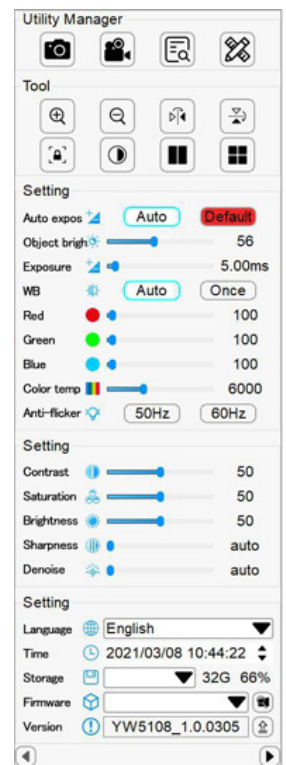 Utility Manager
Tool
Setting
Auto expos Auto Default
Object brigh 56
Exposure 5.00ms
WB Auto Once
Red 100
Green 100
Blue 100
Color temp 6000
Anti-flicker 50Hz 60Hz
Setting
Contrast 50
Saturation 50
Brightness 50
Sharpness auto
Denoise auto
Setting
Language English
Time 2021/03/08 10:44:22
Storage 32G 66%
Firmware
Version YW5108_1.0.0305